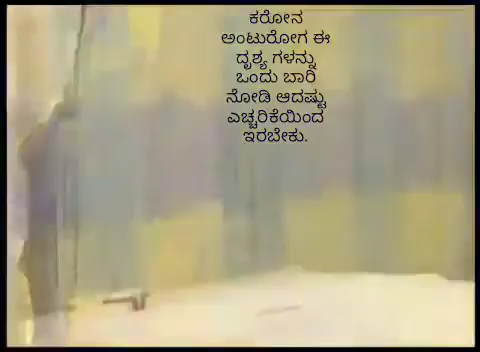 ಕರೋನ
ಅಂಟುರೋಗ ಈ
ದೃಶ್ಯ ಗಳನ್ನು
ಒಂದು ಬಾರಿ
ನೋಡಿ ಆದಷ್ಟು
ಎಚ್ಚರಿಕೆಯಿಂದ
ಇರಬೇಕು.